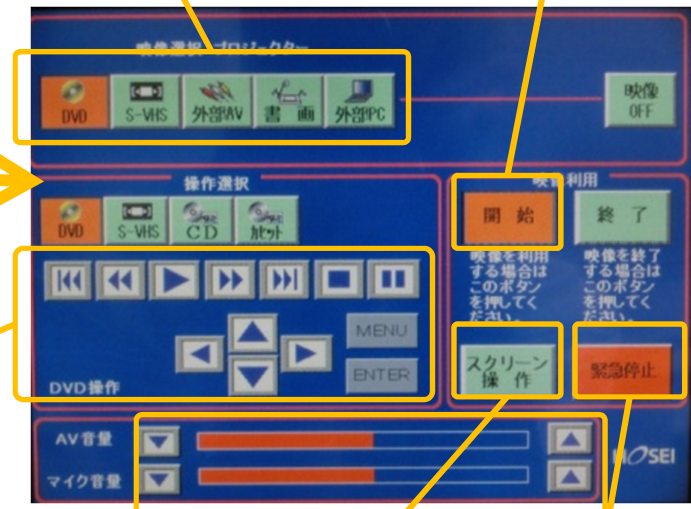 映像選択 プロジェクター
DVD
S-VHS
外部AV
書 画
外部PC
映像
OFF
操作選択
DVD
S-VHS
CD
カセット
映像利用
開 始
終 了
映像を利用
する場合は
このボタン
を押してく
ださい。
映像を終了
する場合は
このボタン
を押してく
ださい。
MENU
ENTER
DVD操作
スクリーン
操 作
緊急停止
AV音量
マイク音量
HOSEI